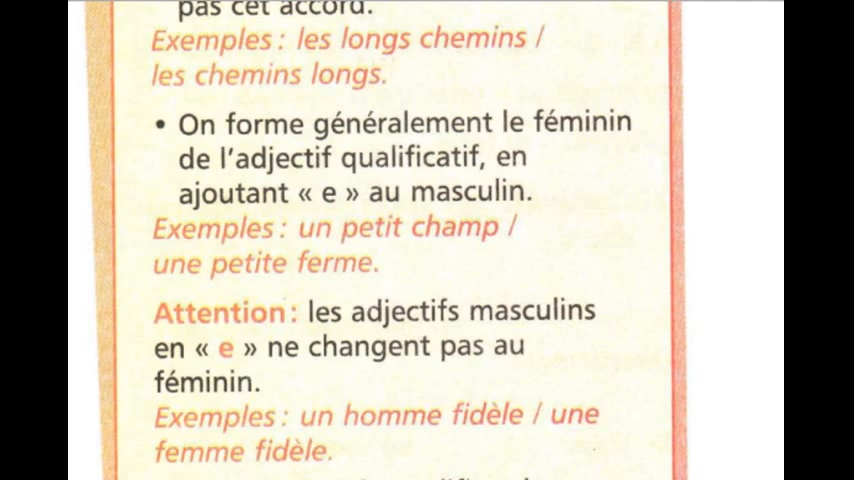 pas cet accord.
Exemples : les longs chemins /
les chemins longs.
• On forme généralement le féminin
de l'adjectif qualificatif, en
ajoutant « e » au masculin.
Exemples : un petit champ /
une petite ferme.
Attention : les adjectifs masculins
en « e » ne changent pas au
féminin.
Exemples : un homme fidèle / une
femme fidèle.